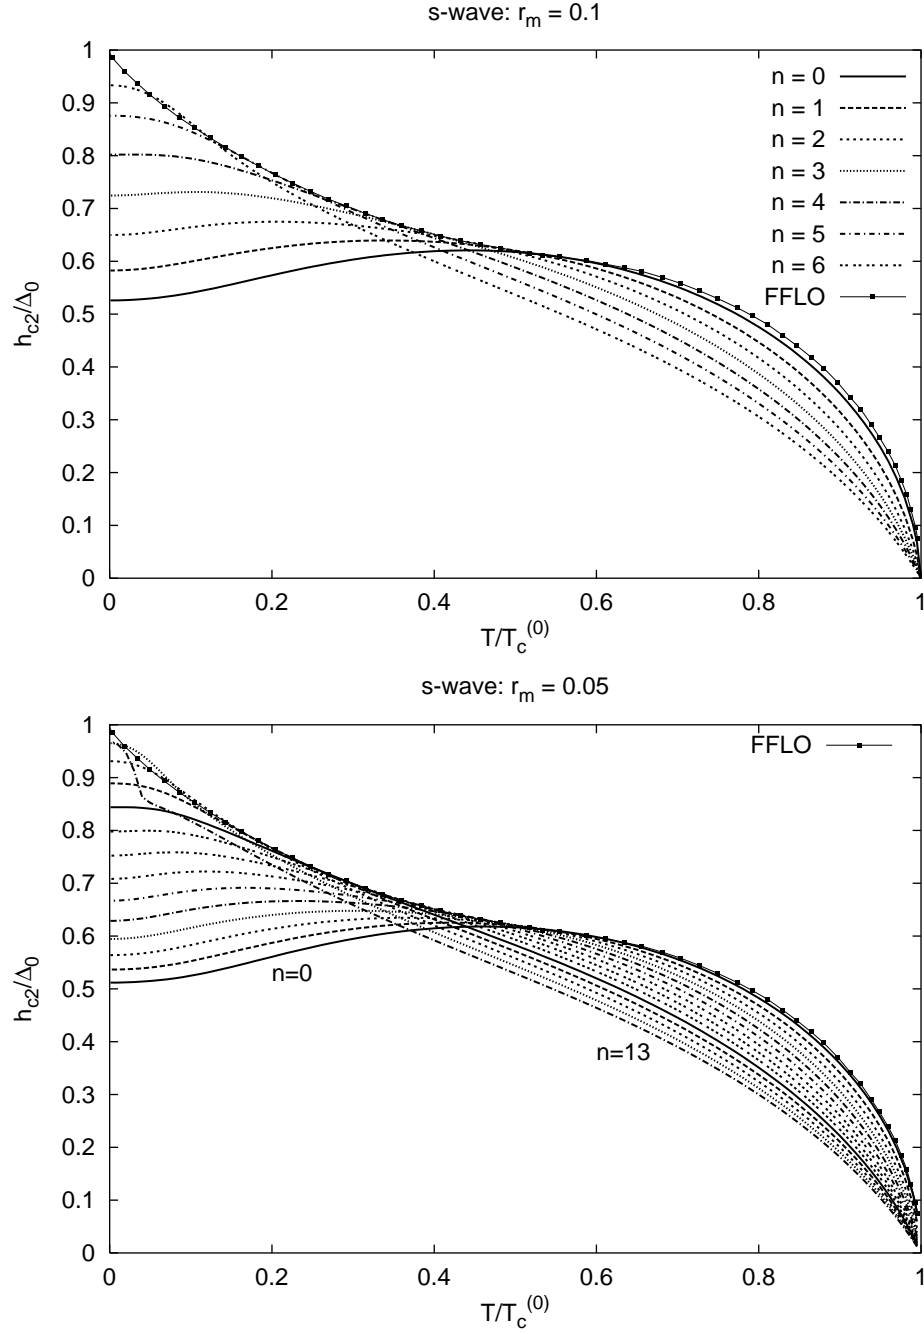 s-wave: r_m = 0.1
1
0.9
0.8
0.7
0.6
0.5
0.4
0.3
0.2
0.1
0
h_c2/Δ_0
n = 0
n = 1
n = 2
n = 3
n = 4
n = 5
n = 6
FFLO
0 0.2 0.4 0.6 0.8 1
T/T_c^(0)
s-wave: r_m = 0.05
1
0.9
0.8
0.7
0.6
0.5
0.4
0.3
0.2
0.1
0
h_c2/Δ_0
FFLO
n=0
n=13
0 0.2 0.4 0.6 0.8 1
T/T_c^(0)